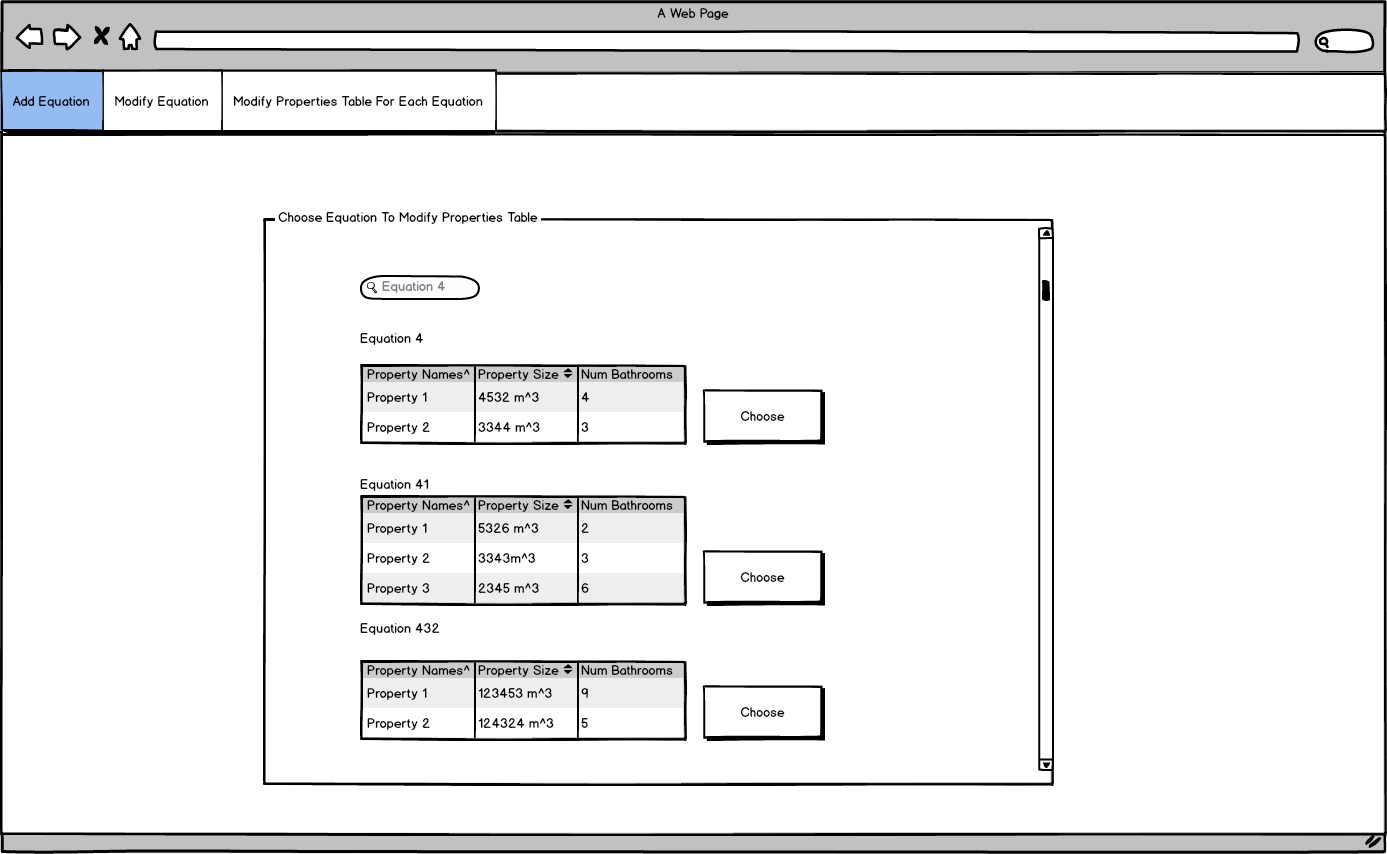 A Web Page
Add Equation Modify Equation Modify Properties Table For Each Equation
Choose Equation To Modify Properties Table
Equation 4
Equation 4
Property Names^ Property Size Num Bathrooms
Property 1 4532 m^3 4
Choose
Property 2 3344 m^3 3
Equation 41
Property Names^ Property Size Num Bathrooms
Property 1 5326 m^3 2
Property 2 3343m^3 3
Choose
Property 3 2345 m^3 6
Equation 432
Property Names^ Property Size Num Bathrooms
Property 1 123453 m^3 9
Choose
Property 2 124324 m^3 5